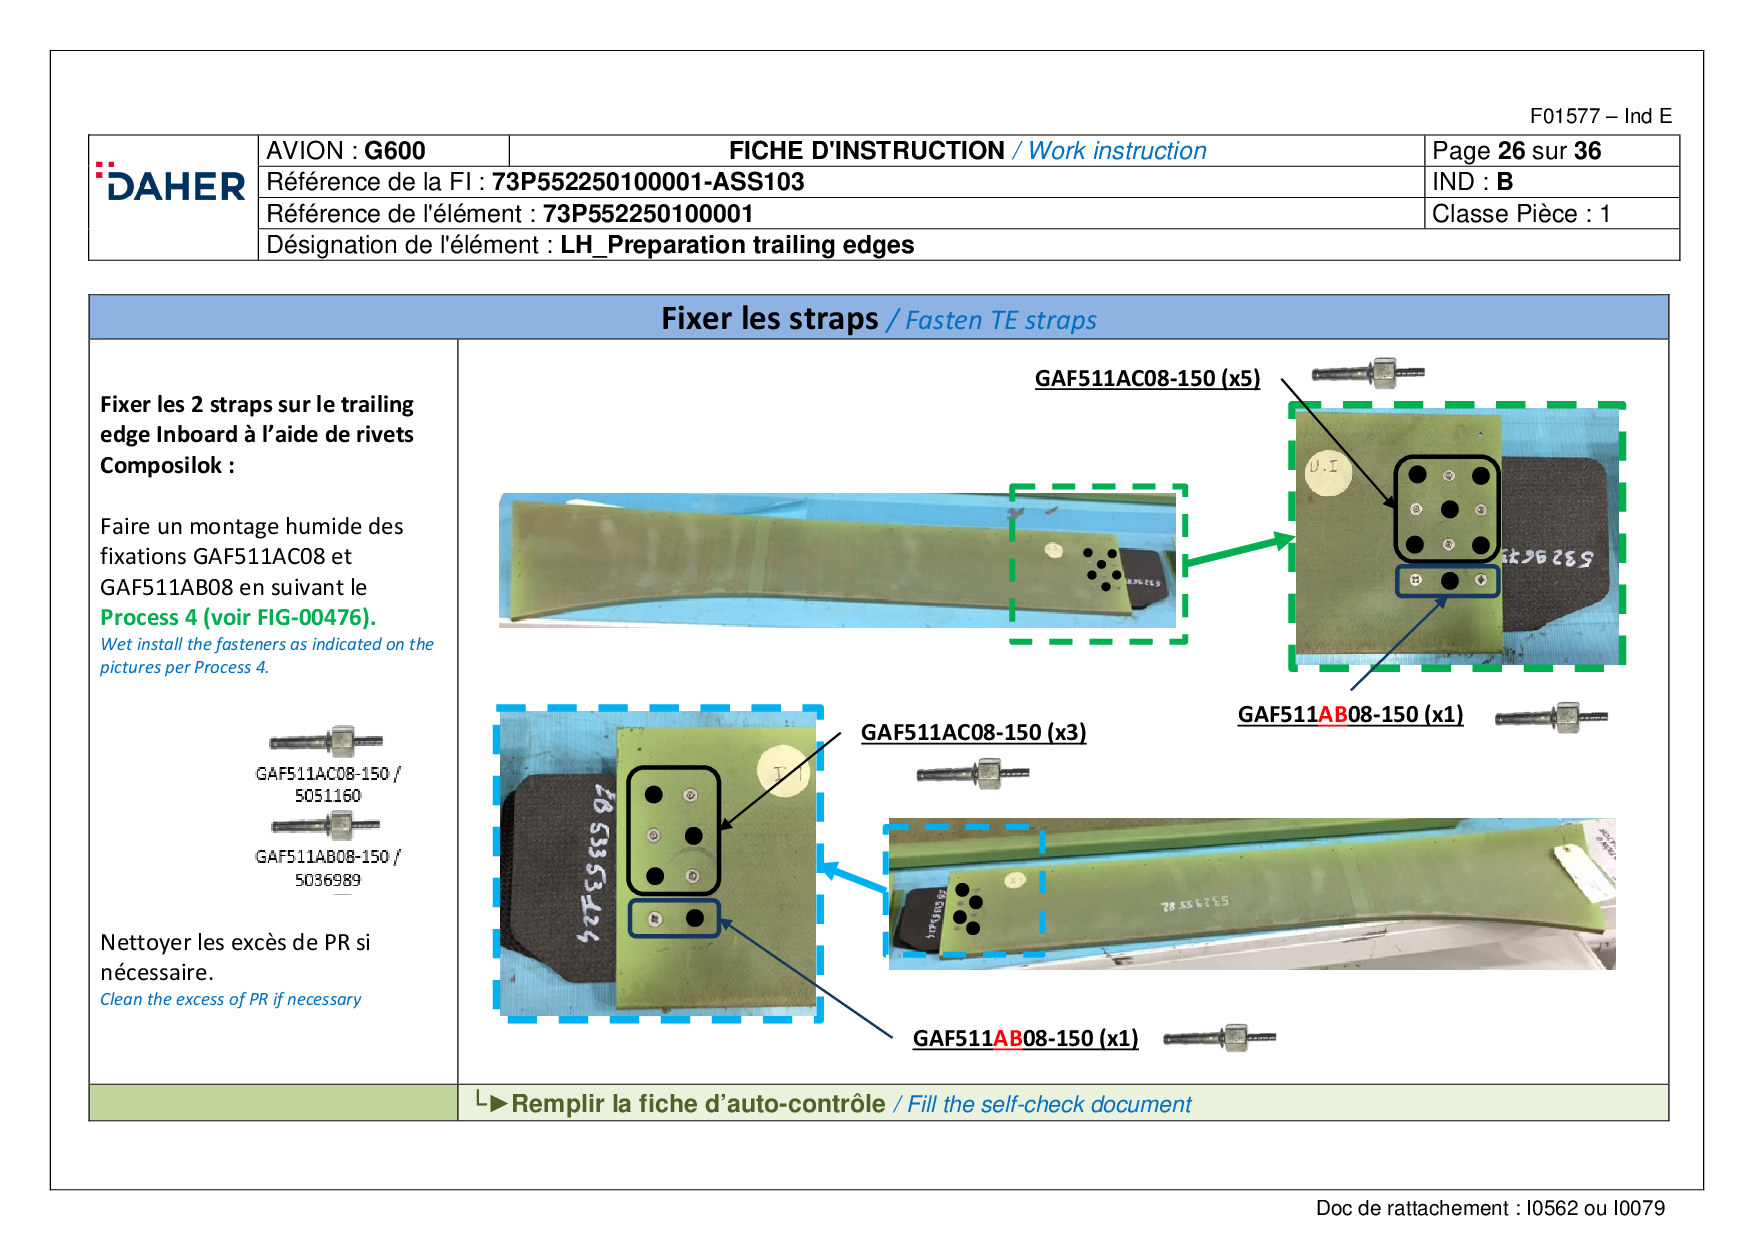 F01577 – Ind E
DAHER
AVION : G600
FICHE D'INSTRUCTION / Work instruction
Page 26 sur 36
Référence de la FI : 73P552250100001-ASS103
IND : B
Référence de l'élément : 73P552250100001
Classe Pièce : 1
Désignation de l'élément : LH_Preparation trailing edges
Fixer les straps / Fasten TE straps
Fixer les 2 straps sur le trailing
edge Inboard à l’aide de rivets
Composilok :
Faire un montage humide des
fixations GAF511AC08 et
GAF511AB08 en suivant le
Process 4 (voir FIG-00476).
Wet install the fasteners as indicated on the
pictures per Process 4.
GAF511AC08-150 /
5051160
GAF511AB08-150 /
5036989
Nettoyer les excès de PR si
nécessaire.
Clean the excess of PR if necessary
GAF511AC08-150 (x5)
GAF511AB08-150 (x1)
GAF511AC08-150 (x3)
GAF511AB08-150 (x1)
└►Remplir la fiche d’auto-contrôle / Fill the self-check document
Doc de rattachement : I0562 ou I0079